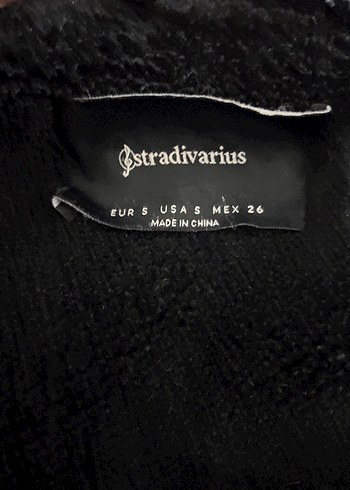 stradivarius
EUR S USA S MEX 26
MADE IN CHINA